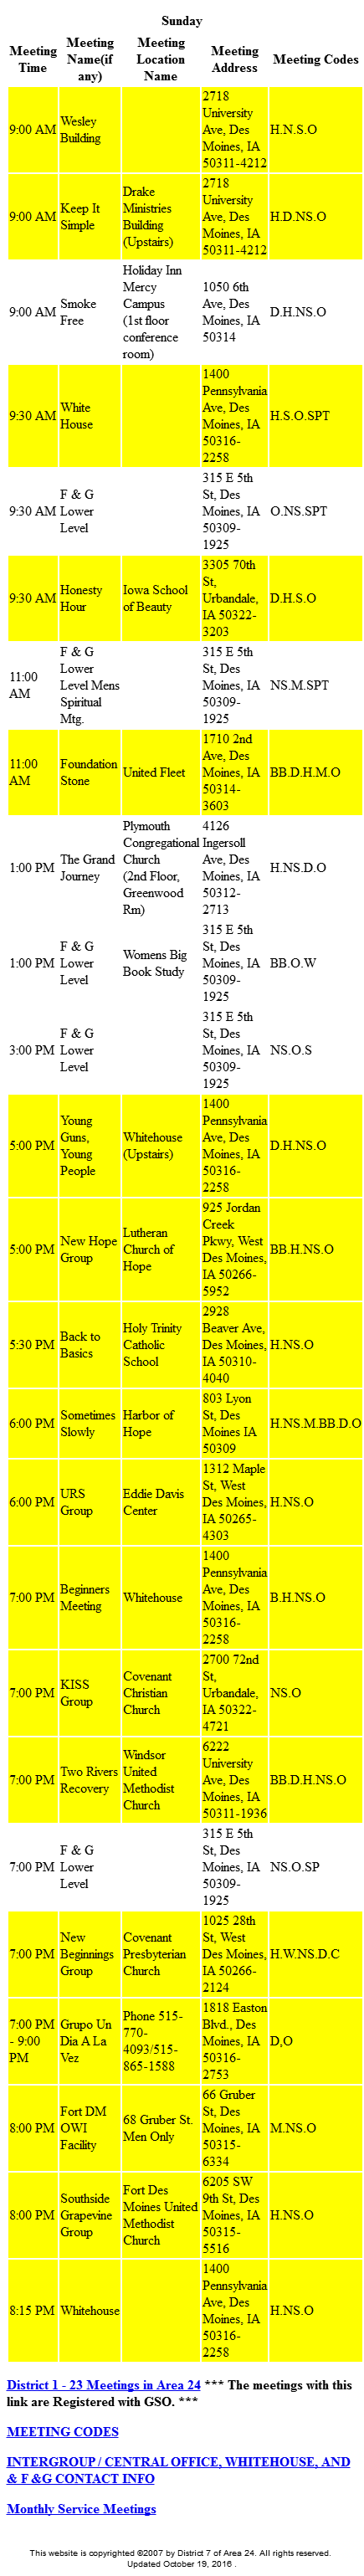 Sunday
Meeting Time
Meeting Name(if any)
Meeting Location Name
Meeting Address
Meeting Codes
9:00 AM
Wesley Building
2718 University Ave, Des Moines, IA 50311-4212
H.N.S.O
9:00 AM
Keep It Simple
Drake Ministries Building (Upstairs)
2718 University Ave, Des Moines, IA 50311-4212
H.D.NS.O
9:00 AM
Smoke Free
Holiday Inn Mercy Campus (1st floor conference room)
1050 6th Ave, Des Moines, IA 50314
D.H.NS.O
9:30 AM
White House
1400 Pennsylvania Ave, Des Moines, IA 50316-2258
H.S.O.SPT
9:30 AM
F & G Lower Level
315 E 5th St, Des Moines, IA 50309-1925
O.NS.SPT
9:30 AM
Honesty Hour
Iowa School of Beauty
3305 70th St, Urbandale, IA 50322-3203
D.H.S.O
11:00 AM
F & G Lower Level Mens Spiritual Mtg.
315 E 5th St, Des Moines, IA 50309-1925
NS.M.SPT
11:00 AM
Foundation Stone
United Fleet
1710 2nd Ave, Des Moines, IA 50314-3603
BB.D.H.M.O
1:00 PM
The Grand Journey
Plymouth Congregational Church (2nd Floor, Greenwood Rm)
4126 Ingersoll Ave, Des Moines, IA 50312-2713
H.NS.D.O
1:00 PM
F & G Lower Level
Womens Big Book Study
315 E 5th St, Des Moines, IA 50309-1925
BB.O.W
3:00 PM
F & G Lower Level
315 E 5th St, Des Moines, IA 50309-1925
NS.O.S
5:00 PM
Young Guns, Young People
Whitehouse (Upstairs)
1400 Pennsylvania Ave, Des Moines, IA 50316-2258
D.H.NS.O
5:00 PM
New Hope Group
Lutheran Church of Hope
925 Jordan Creek Pkwy, West Des Moines, IA 50266-5952
BB.H.NS.O
5:30 PM
Back to Basics
Holy Trinity Catholic School
2928 Beaver Ave, Des Moines, IA 50310-4040
H.NS.O
6:00 PM
Sometimes Slowly
Harbor of Hope
803 Lyon St, Des Moines IA 50309
H.NS.M.BB.D.O
6:00 PM
URS Group
Eddie Davis Center
1312 Maple St, West Des Moines, IA 50265-4303
H.NS.O
7:00 PM
Beginners Meeting
Whitehouse
1400 Pennsylvania Ave, Des Moines, IA 50316-2258
B.H.NS.O
7:00 PM
KISS Group
Covenant Christian Church
2700 72nd St, Urbandale, IA 50322-4721
NS.O
7:00 PM
Two Rivers Recovery
Windsor United Methodist Church
6222 University Ave, Des Moines, IA 50311-1936
BB.D.H.NS.O
7:00 PM
F & G Lower Level
315 E 5th St, Des Moines, IA 50309-1925
NS.O.SP
7:00 PM
New Beginnings Group
Covenant Presbyterian Church
1025 28th St, West Des Moines, IA 50266-2124
H.W.NS.D.C
7:00 PM - 9:00 PM
Grupo Un Dia A La Vez
Phone 515-770-4093/515-865-1588
1818 Easton Blvd., Des Moines, IA 50316-2753
D,O
8:00 PM
Fort DM OWI Facility
68 Gruber St. Men Only
66 Gruber St, Des Moines, IA 50315-6334
M.NS.O
8:00 PM
Southside Grapevine Group
Fort Des Moines United Methodist Church
6205 SW 9th St, Des Moines, IA 50315-5516
H.NS.O
8:15 PM
Whitehouse
1400 Pennsylvania Ave, Des Moines, IA 50316-2258
H.NS.O
District 1 - 23 Meetings in Area 24 *** The meetings with this
link are Registered with GSO. ***
MEETING CODES
INTERGROUP / CENTRAL OFFICE, WHITEHOUSE, AND
& F &G CONTACT INFO
Monthly Service Meetings
This website is copyrighted ©2007 by District 7 of Area 24. All rights reserved.
Updated October 19, 2016 .